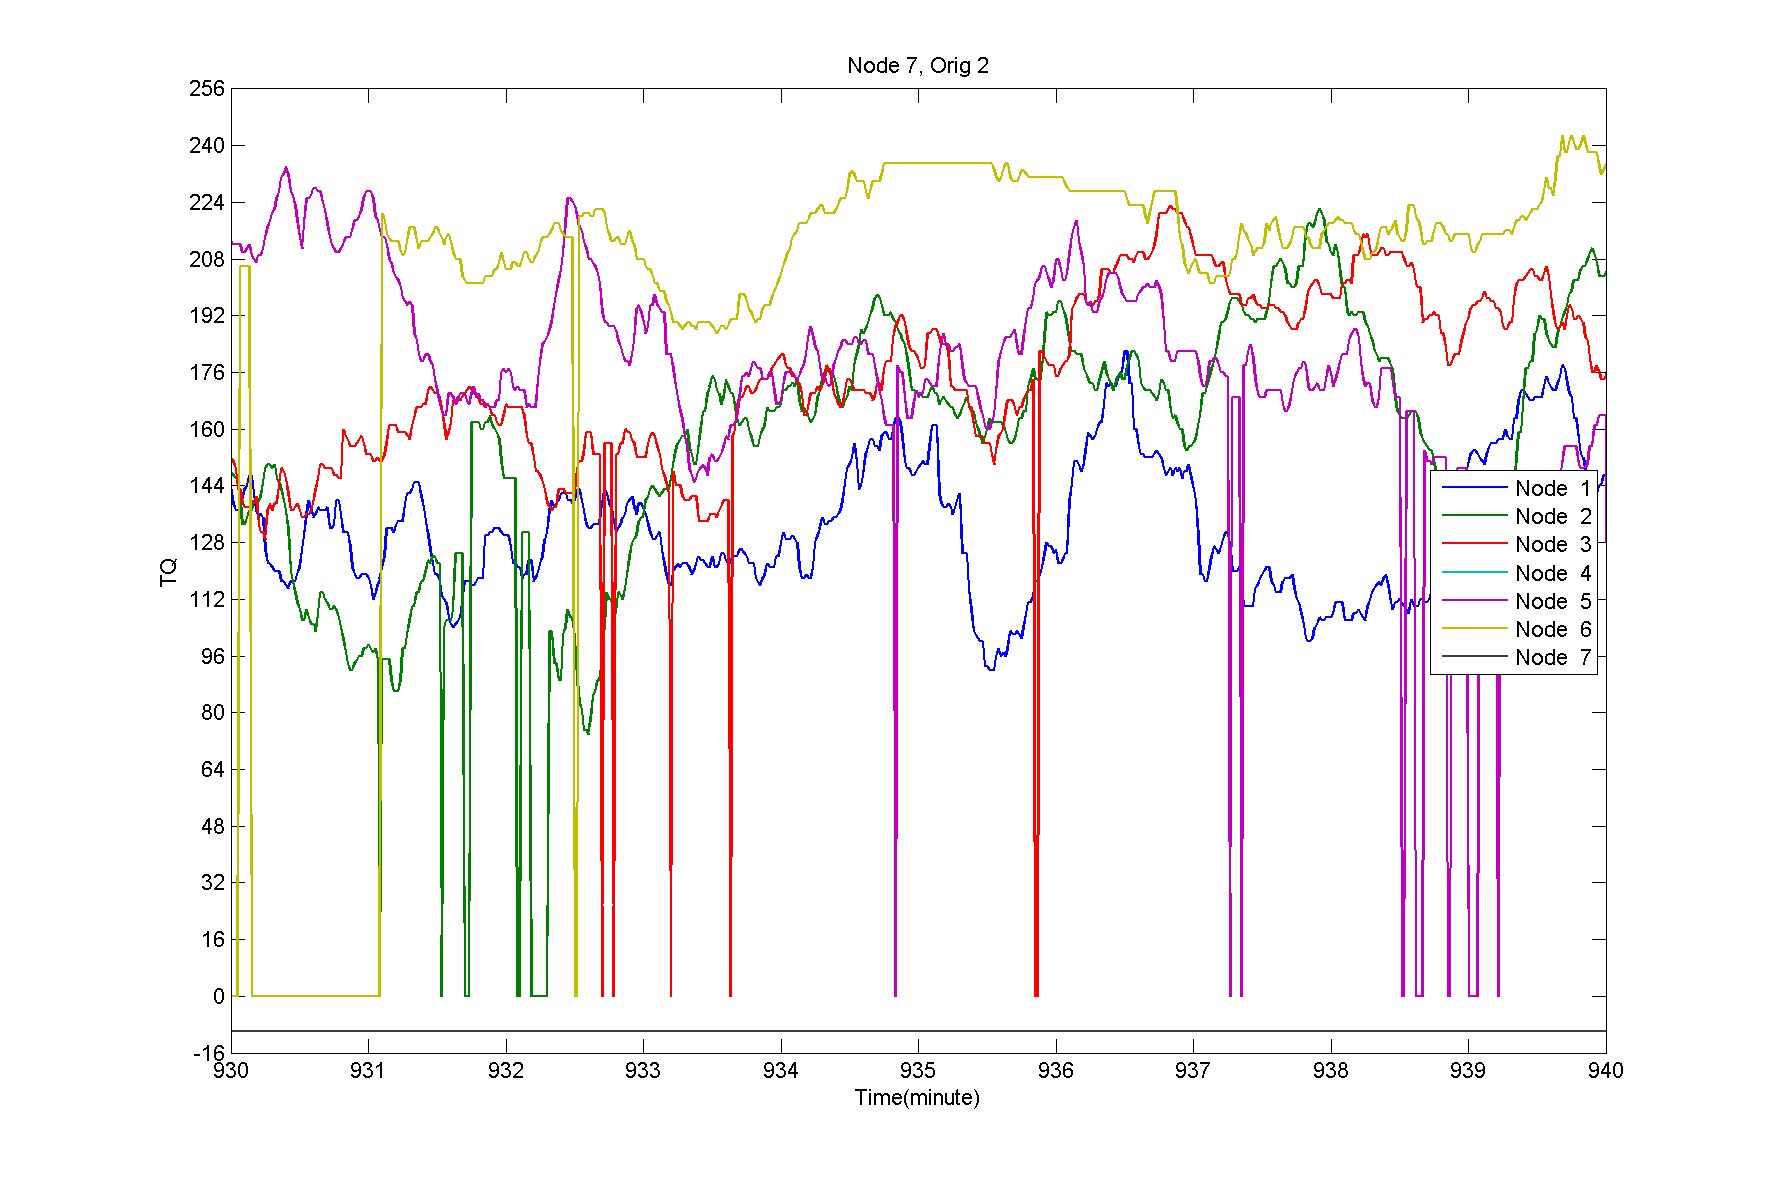 Node 7, Orig 2
256
240
224
208
192
176
160
144
128
112
96
80
64
48
32
16
0
-16
TQ
930 931 932 933 934 935 936 937 938 939 940
Time(minute)
Node 1
Node 2
Node 3
Node 4
Node 5
Node 6
Node 7